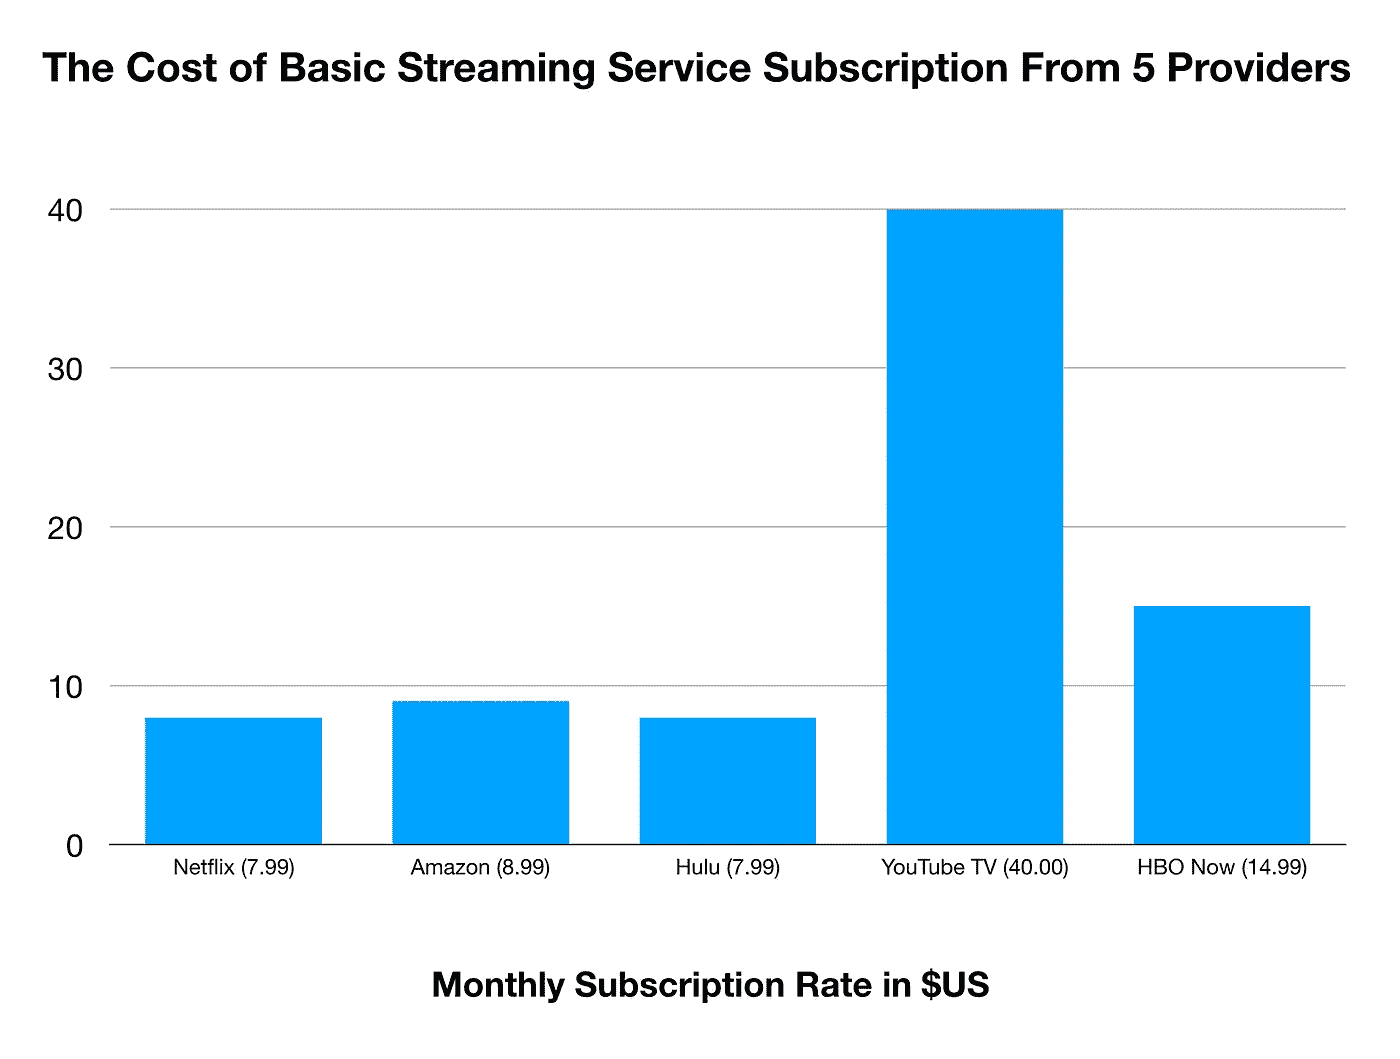 The Cost of Basic Streaming Service Subscription From 5 Providers
40
30
20
10
0
Netflix (7.99) Amazon (8.99) Hulu (7.99) YouTube TV (40.00) HBO Now (14.99)
Monthly Subscription Rate in $US